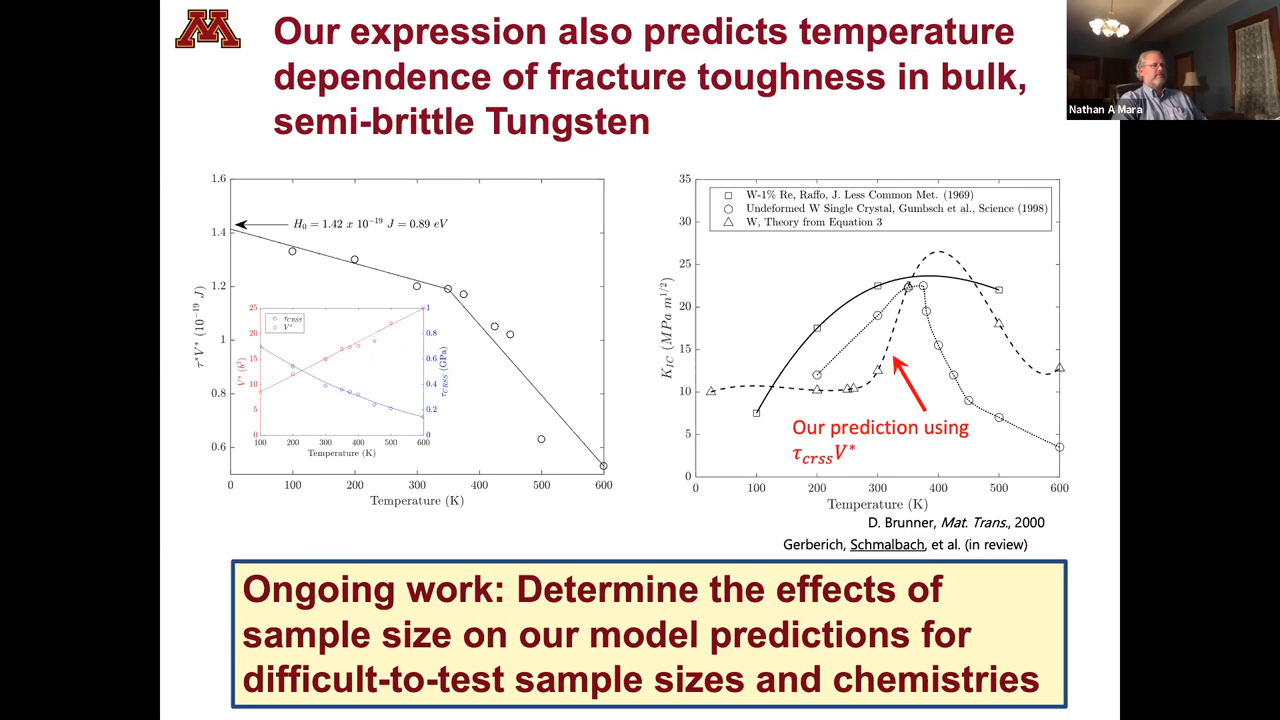 M
Our expression also predicts temperature
dependence of fracture toughness in bulk,
semi-brittle Tungsten
Nathan A Mara
1.6
1.4
1.2
1
0.8
0.6
τ*V* (10⁻¹⁹ J)
H₀ = 1.42 x 10⁻¹⁹ J = 0.89 eV
25
20
15
10
5
0
V* (b³)
τCRSS
V*
1
0.8
0.6
0.4
0.2
0
τCRSS (GPa)
100 200 300 400 500 600
Temperature (K)
0 100 200 300 400 500 600
Temperature (K)
35
30
25
20
15
10
5
0
K_IC (MPa m^1/2)
W-1% Re, Raffo, J. Less Common Met. (1969)
Undeformed W Single Crystal, Gumbsch et al., Science (1998)
W, Theory from Equation 3
Our prediction using
τcrssV*
0 100 200 300 400 500 600
Temperature (K)
D. Brunner, Mat. Trans., 2000
Gerberich, Schmalbach, et al. (in review)
Ongoing work: Determine the effects of
sample size on our model predictions for
difficult-to-test sample sizes and chemistries